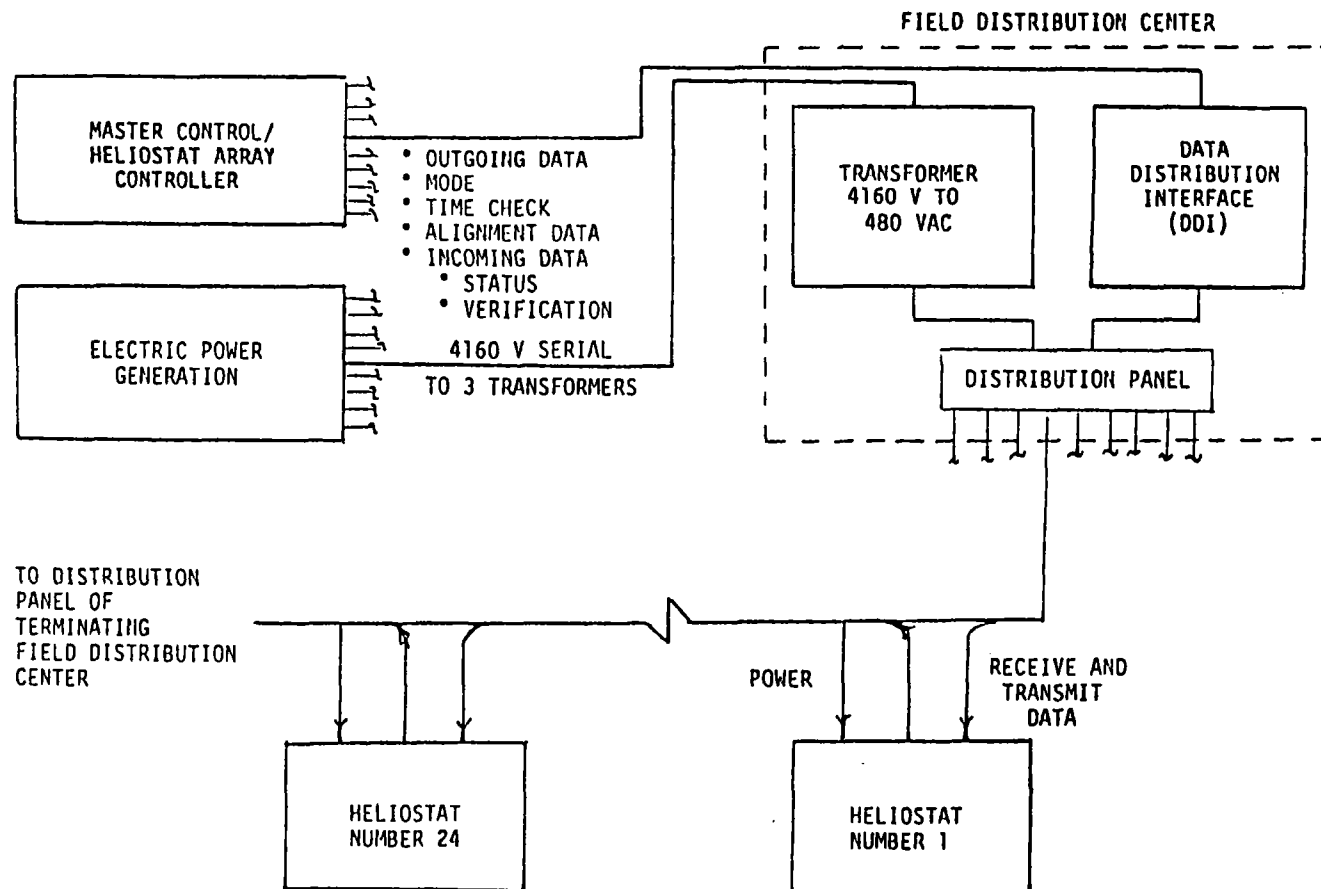 FIELD DISTRIBUTION CENTER
MASTER CONTROL/
HELIOSTAT ARRAY
CONTROLLER
• OUTGOING DATA
• MODE
• TIME CHECK
• ALIGNMENT DATA
• INCOMING DATA
• STATUS
• VERIFICATION
TRANSFORMER
4160 V TO
480 VAC
DATA
DISTRIBUTION
INTERFACE
(DDI)
ELECTRIC POWER
GENERATION
4160 V SERIAL
TO 3 TRANSFORMERS
DISTRIBUTION PANEL
TO DISTRIBUTION
PANEL OF
TERMINATING
FIELD DISTRIBUTION
CENTER
POWER
RECEIVE AND
TRANSMIT
DATA
HELIOSTAT
NUMBER 24
HELIOSTAT
NUMBER 1